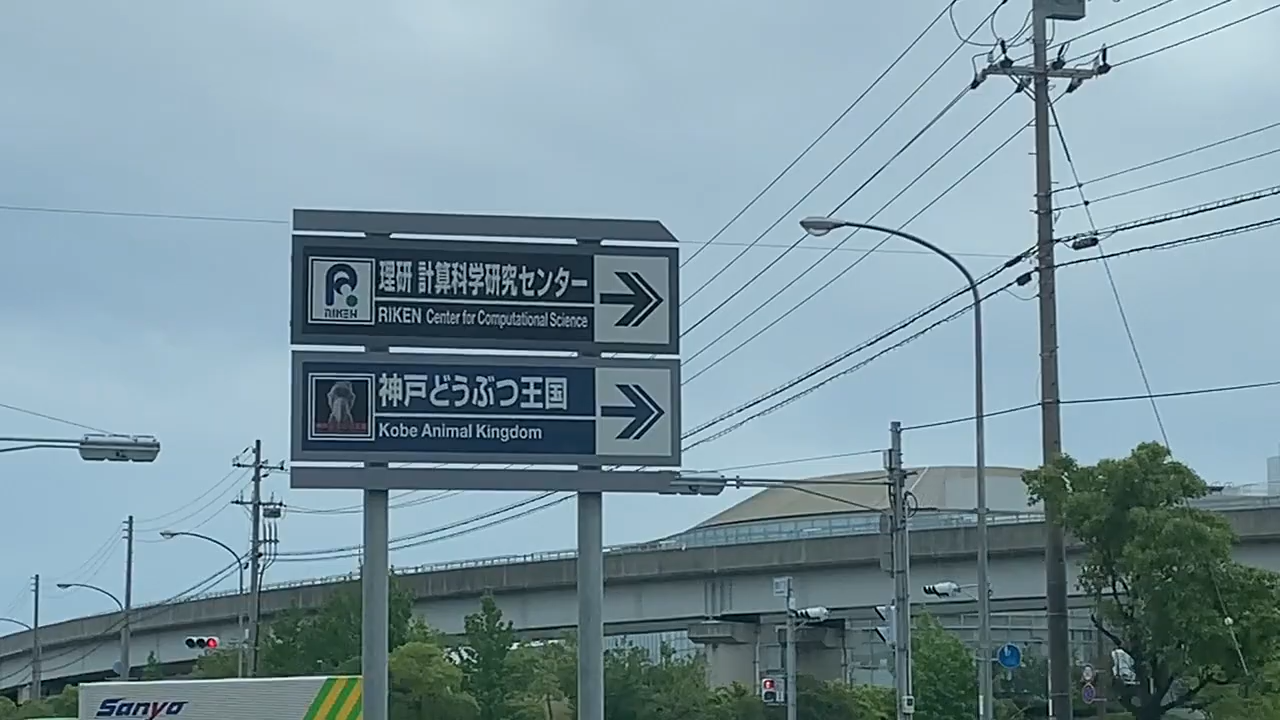 理研 計算科学研究センター
RIKEN
RIKEN Center for Computational Science
神戸どうぶつ王国
Kobe Animal Kingdom
Sanyo